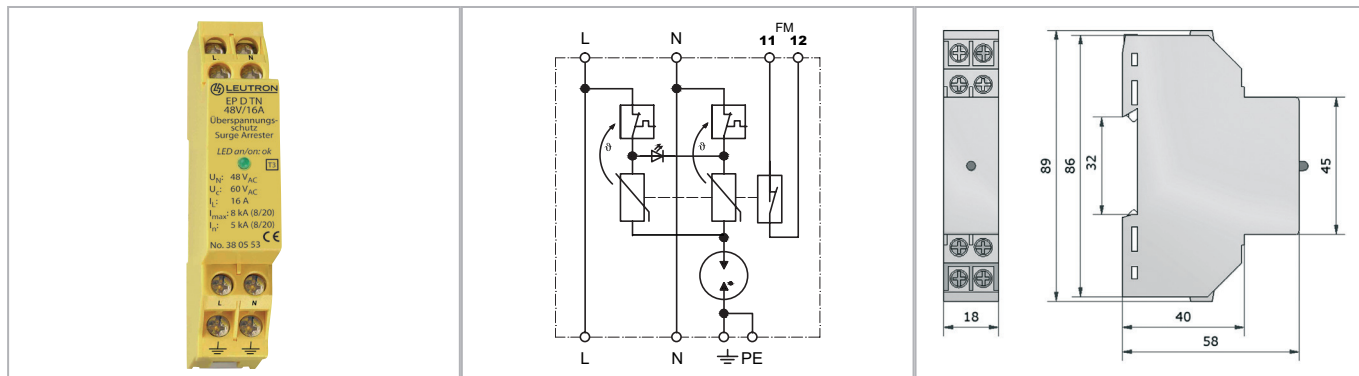 L N
LEUTRON
EP D TN
48V/16A
Überspannungs-
schutz
Surge Arrester
LED an/on: ok
T3
UN: 48 VAC
Uc: 60 VAC
IL: 16 A
Imax: 8 kA (8/20)
In: 5 kA (8/20)
CE
No. 38 05 53
L N
L N FM
11 12
ϑ ϑ
L N PE
89
86
32
45
18
40
58